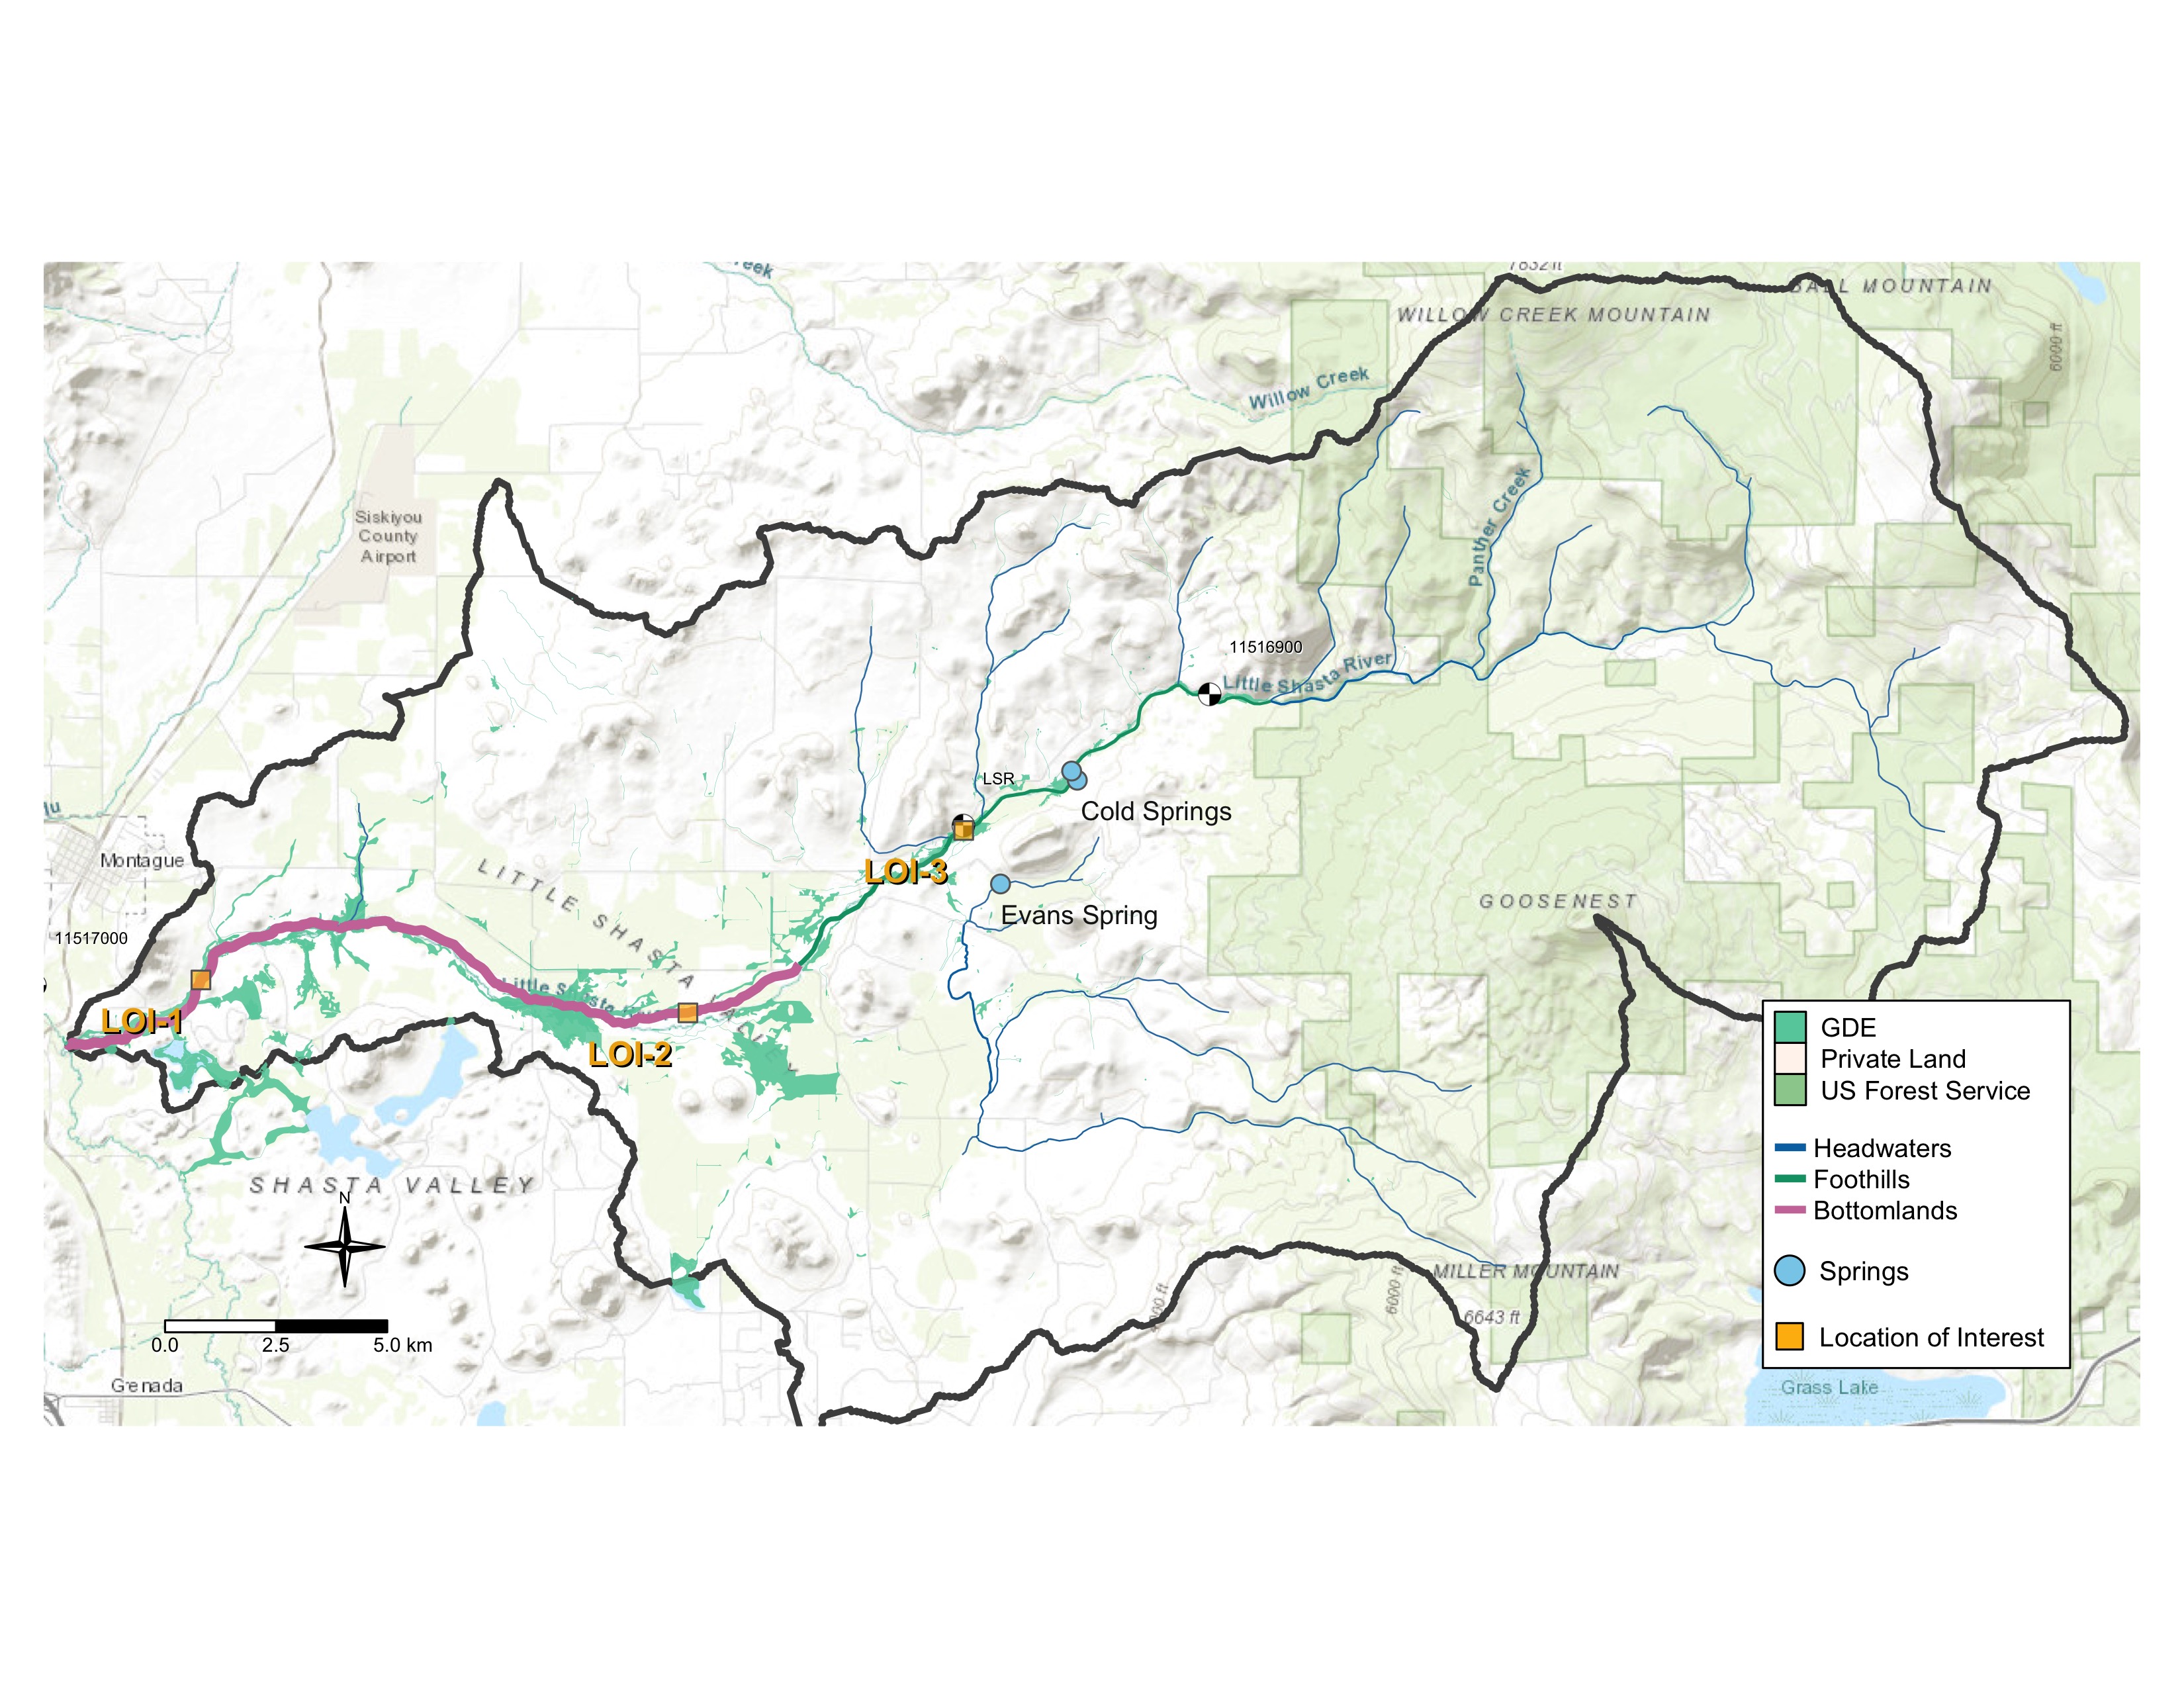 reek
7832 ft
BALL MOUNTAIN
WILLOW CREEK MOUNTAIN
6000 ft
Willow Creek
Siskiyou
County
Airport
Panther Creek
11516900
Little Shasta River
LSR
Cold Springs
Montague
LITTLE SHASTA VALLEY
LOI-3
Evans Spring
GOOSENEST
11517000
Little Shasta River
LOI-1
LOI-2
GDE
Private Land
US Forest Service
Headwaters
Foothills
Bottomlands
Springs
Location of Interest
SHASTA VALLEY
N
MILLER MOUNTAIN
6000 ft
6643 ft
0.0 2.5 5.0 km
Grenada
Grass Lake